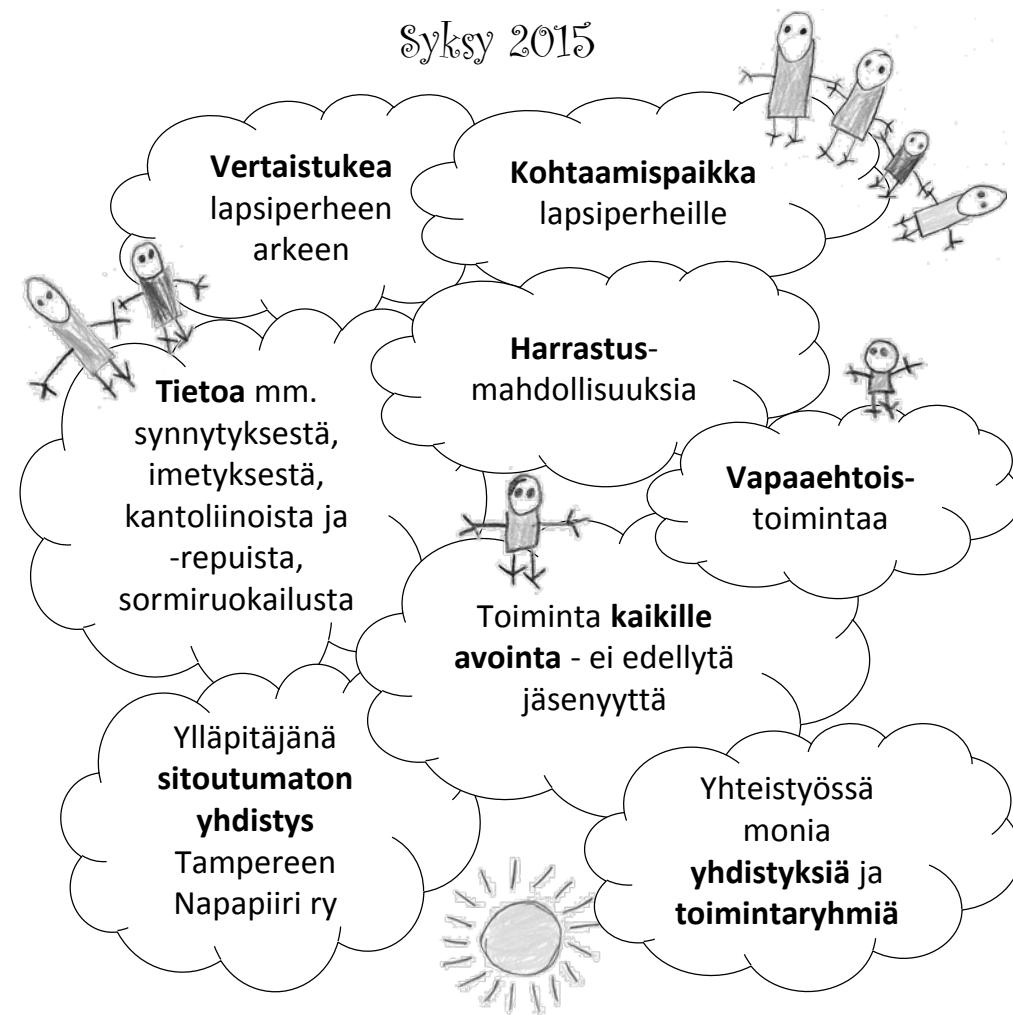 Syksy 2015
Vertaistukea
lapsiperheen
arkeen
Kohtaamispaikka
lapsiperheille
Harrastus-
mahdollisuuksia
Tietoa mm.
synnytyksestä,
imetyksestä,
kantoliinoista ja
-repuista,
sormiruokailusta
Vapaaehtois-
toimintaa
Toiminta kaikille
avointa - ei edellytä
jäsenyyttä
Ylläpitäjänä
sitoutumaton
yhdistys
Tampereen
Napapiiri ry
Yhteistyössä
monia
yhdistyksiä ja
toimintaryhmiä